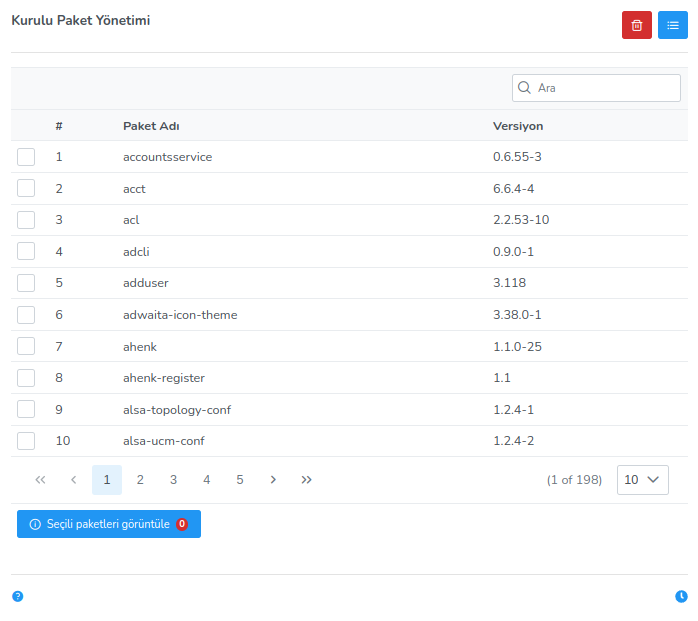 Kurulu Paket Yönetimi
Ara
# Paket Adı Versiyon
1 accountsservice 0.6.55-3
2 acct 6.6.4-4
3 acl 2.2.53-10
4 adcli 0.9.0-1
5 adduser 3.118
6 adwaita-icon-theme 3.38.0-1
7 ahenk 1.1.0-25
8 ahenk-register 1.1
9 alsa-topology-conf 1.2.4-1
10 alsa-ucm-conf 1.2.4-2
« ‹ 1 2 3 4 5 › » (1 of 198) 10
Seçili paketleri görüntüle 0
?